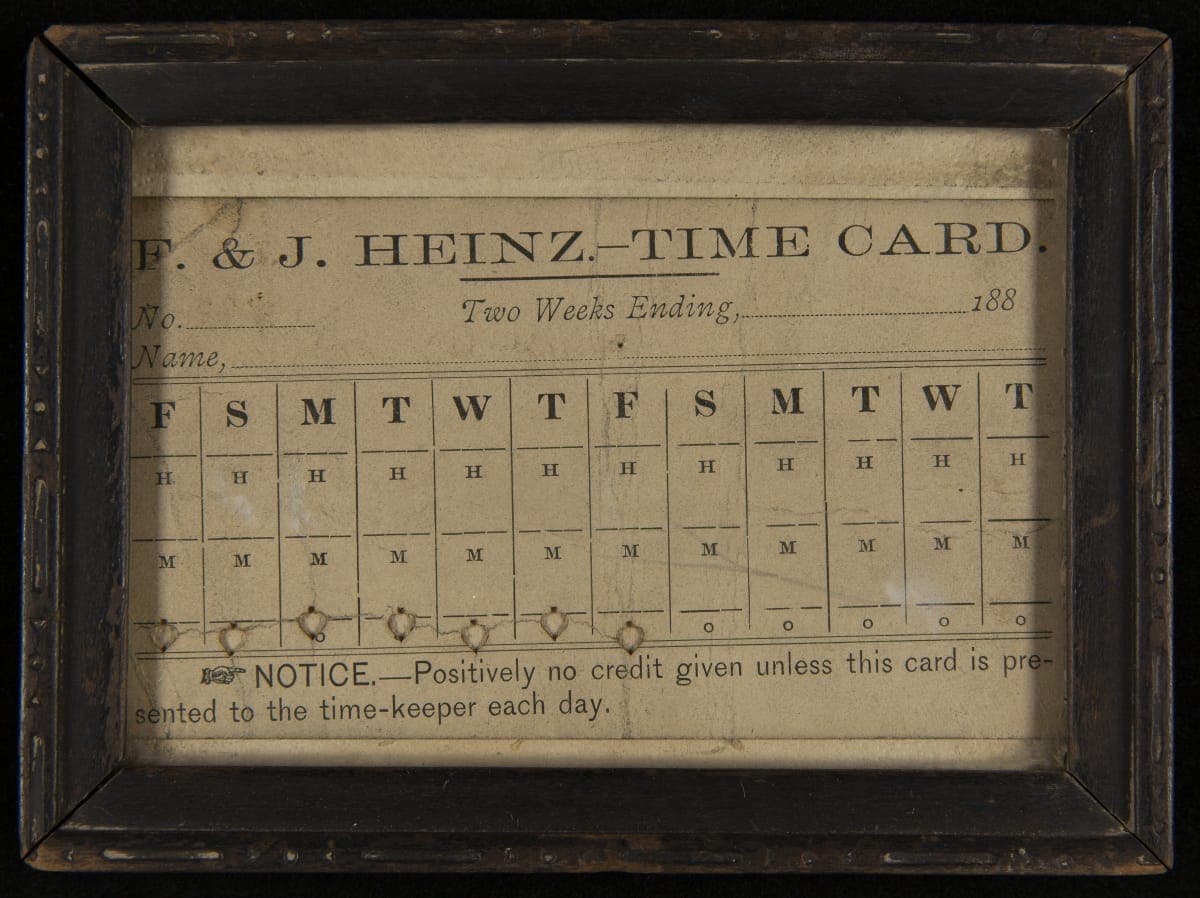 F. & J. HEINZ.—TIME CARD.
No. Two Weeks Ending, 188
Name,
F S M T W T F S M T W T
H H H H H H H H H H H H
M M M M M M M M M M M M
o o o o o o
☞ NOTICE.—Positively no credit given unless this card is pre-
sented to the time-keeper each day.